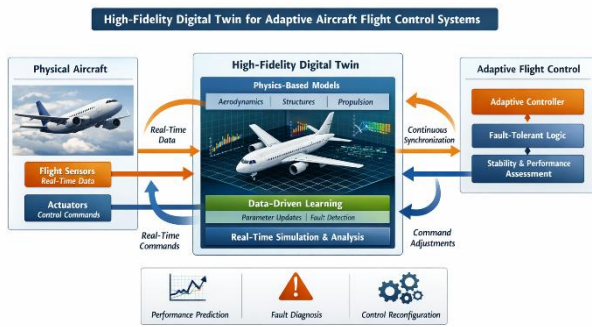 High-Fidelity Digital Twin for Adaptive Aircraft Flight Control Systems
Physical Aircraft
Flight Sensors
Real-Time Data
Actuators
Control Commands
Real-Time
Data
Real-Time
Commands
High-Fidelity Digital Twin
Physics-Based Models
Aerodynamics | Structures | Propulsion
Data-Driven Learning
Parameter Updates | Fault Detection
Real-Time Simulation & Analysis
Continuous
Synchronization
Command
Adjustments
Adaptive Flight Control
Adaptive Controller
Fault-Tolerant Logic
Stability & Performance
Assessment
Performance Prediction
Fault Diagnosis
Control Reconfiguration